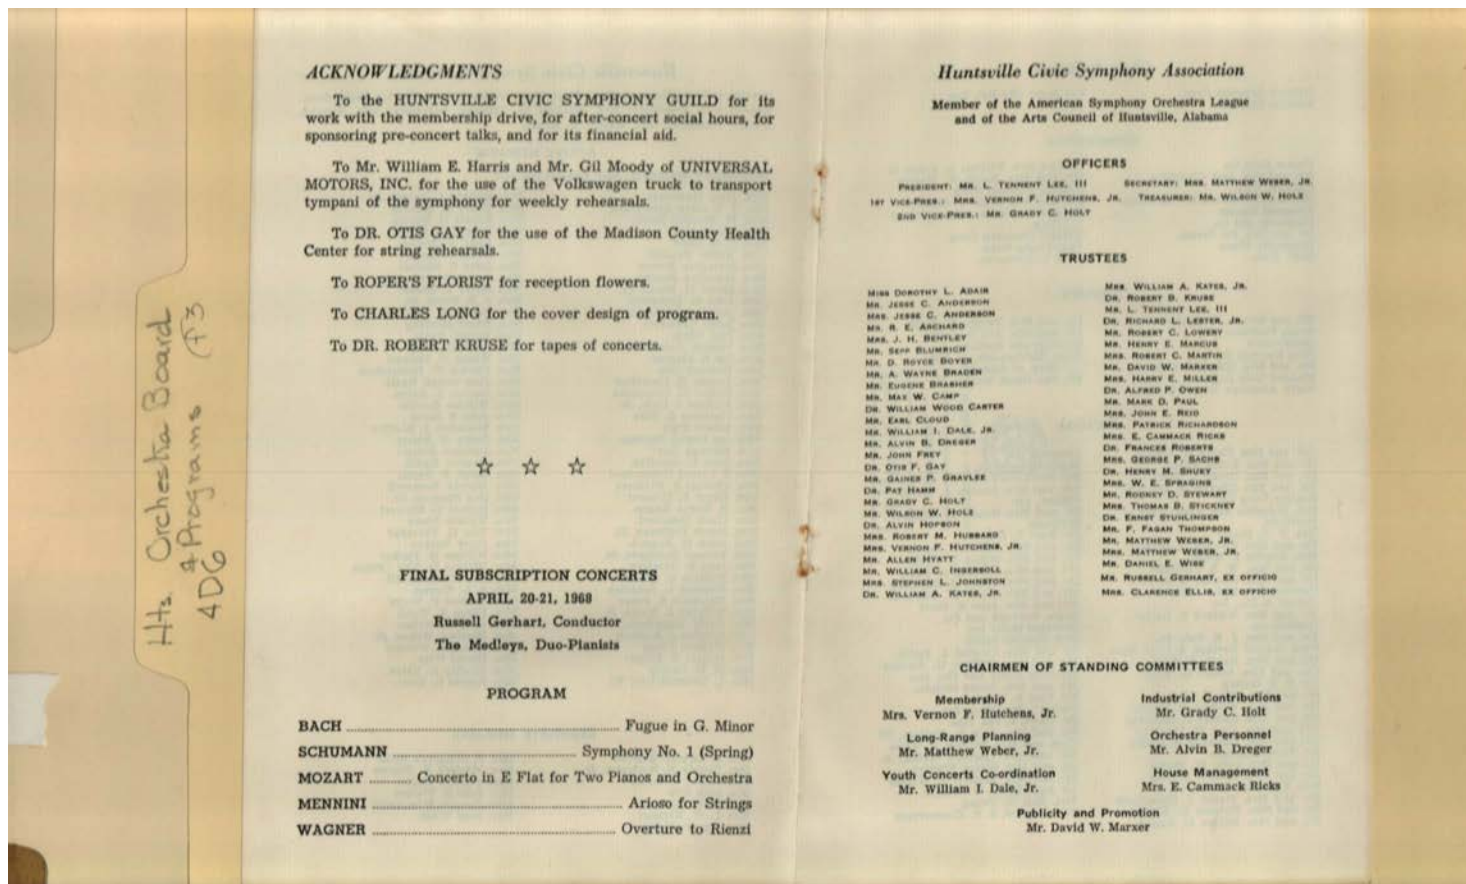 Hts. Orchestra Board
& Programs (P3
4D6
ACKNOWLEDGMENTS
To the HUNTSVILLE CIVIC SYMPHONY GUILD for its
work with the membership drive, for after-concert social hours, for
sponsoring pre-concert talks, and for its financial aid.
To Mr. William E. Harris and Mr. Gil Moody of UNIVERSAL
MOTORS, INC. for the use of the Volkswagen truck to transport
tympani of the symphony for weekly rehearsals.
To DR. OTIS GAY for the use of the Madison County Health
Center for string rehearsals.
To ROPER'S FLORIST for reception flowers.
To CHARLES LONG for the cover design of program.
To DR. ROBERT KRUSE for tapes of concerts.
FINAL SUBSCRIPTION CONCERTS
APRIL 20-21, 1968
Russell Gerhart, Conductor
The Medleys, Duo-Pianists
PROGRAM
BACH Fugue in G. Minor
SCHUMANN Symphony No. 1 (Spring)
MOZART Concerto in E Flat for Two Pianos and Orchestra
MENNINI Arioso for Strings
WAGNER Overture to Rienzi
Huntsville Civic Symphony Association
Member of the American Symphony Orchestra League
and of the Arts Council of Huntsville, Alabama
OFFICERS
PRESIDENT: MR. L. TENNENT LEE, III SECRETARY: MRS. MATTHEW WEBER, JR.
1ST VICE-PRES.: MRS. VERNON F. HUTCHENS, JR. TREASURER: MR. WILSON W. HOLE
2ND VICE-PRES.: MR. GRADY C. HOLT
TRUSTEES
MISS DOROTHY L. ADAIR
MR. JESSE C. ANDERSON
MRS. JESSE C. ANDERSON
MR. R. E. ARCHARD
MRS. J. H. BENTLEY
MR. SEPP BLUMRICH
MR. D. ROYCE BOYER
MR. A. WAYNE BRADEN
MR. EUGENE BRASHER
MR. MAX W. CAMP
DR. WILLIAM WOOD CARTER
MR. EARL CLOUD
MR. WILLIAM I. DALE, JR.
MR. ALVIN B. DREGER
MR. JOHN FREY
DR. OTIS F. GAY
MR. GAINES P. GRAVLEE
DR. PAT HAMM
MR. GRADY C. HOLT
MR. WILSON W. HOLE
DR. ALVIN HOPSON
MRS. ROBERT M. HUBBARD
MRS. VERNON F. HUTCHENS, JR.
MR. ALLEN HYATT
MR. WILLIAM C. INGERSOLL
MRS. STEPHEN L. JOHNSTON
DR. WILLIAM A. KATES, JR.
MRS. WILLIAM A. KATES, JR.
DR. ROBERT D. KRUSE
MR. L. TENNENT LEE, III
DR. RICHARD L. LESTER, JR.
MR. ROBERT C. LOWERY
MR. HENRY E. MARCUS
MRS. ROBERT C. MARTIN
MR. DAVID W. MARXER
MRS. HARRY E. MILLER
DR. ALFRED P. OWEN
MR. MARK D. PAUL
MRS. JOHN E. REID
MRS. PATRICK RICHARDSON
MRS. E. CAMMACK RICKS
DR. FRANCES ROBERTS
MRS. GEORGE P. SACHS
DR. HENRY M. SHUEY
MRS. W. E. SPRAGINS
MR. RODNEY D. STEWART
MRS. THOMAS B. STICKNEY
DR. ERNST STUHLINGER
MR. F. FAGAN THOMPSON
MR. MATTHEW WEBER, JR.
MRS. MATTHEW WEBER, JR.
MR. DANIEL E. WISE
MR. RUSSELL GERHART, EX OFFICIO
MRS. CLARENCE ELLIS, EX OFFICIO
CHAIRMEN OF STANDING COMMITTEES
Membership
Mrs. Vernon F. Hutchens, Jr.
Long-Range Planning
Mr. Matthew Weber, Jr.
Youth Concerts Co-ordination
Mr. William I. Dale, Jr.
Industrial Contributions
Mr. Grady C. Holt
Orchestra Personnel
Mr. Alvin B. Dreger
House Management
Mrs. E. Cammack Ricks
Publicity and Promotion
Mr. David W. Marxer